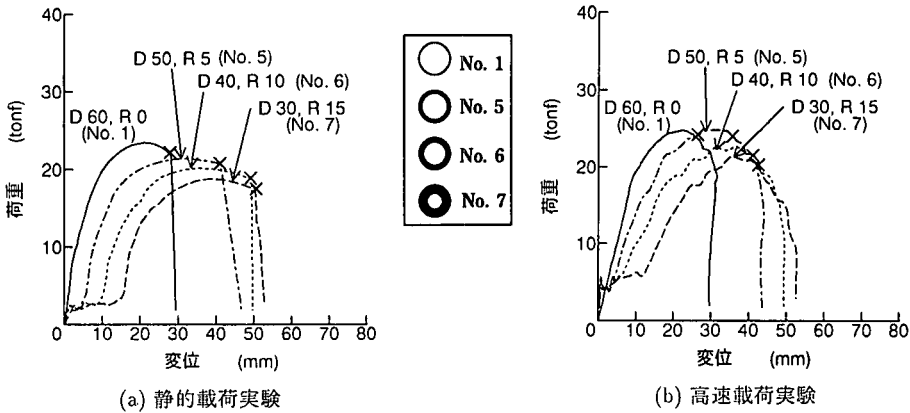 40
30
20
10
0
(tonf)
荷重
D 50, R 5 (No. 5)
D 40, R 10 (No. 6)
D 60, R 0
(No. 1)
D 30, R 15
(No. 7)
0 10 20 30 40 50 60 70 80
変位 (mm)
(a) 静的載荷実験
No. 1
No. 5
No. 6
No. 7
40
30
20
10
(tonf)
荷重
D 50, R 5 (No. 5)
D 40, R 10 (No. 6)
D 60, R 0
(No. 1)
D 30, R 15
(No. 7)
0 10 20 30 40 50 60 70 80
変位 (mm)
(b) 高速載荷実験